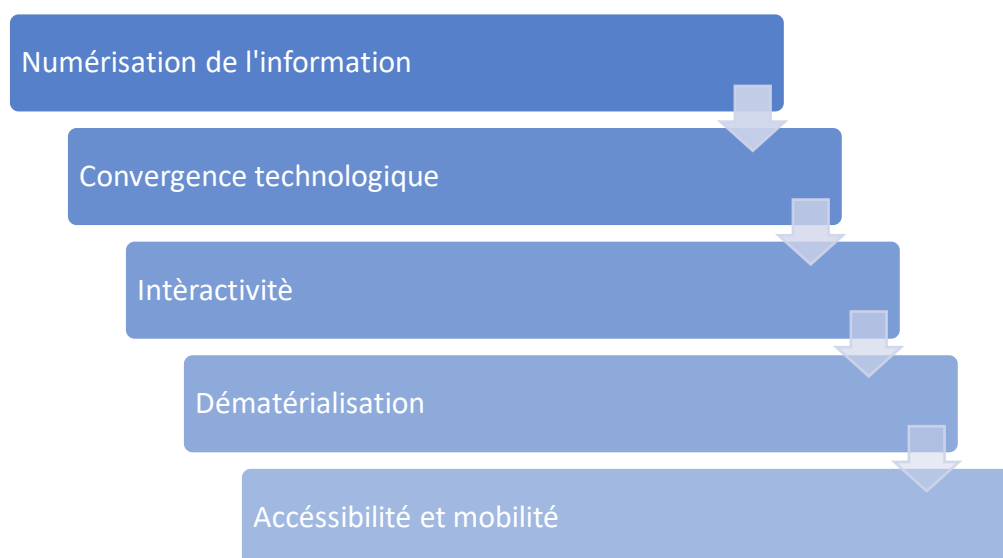 Numérisation de l'information
Convergence technologique
Intèractivitè
Dématérialisation
Accéssibilité et mobilité